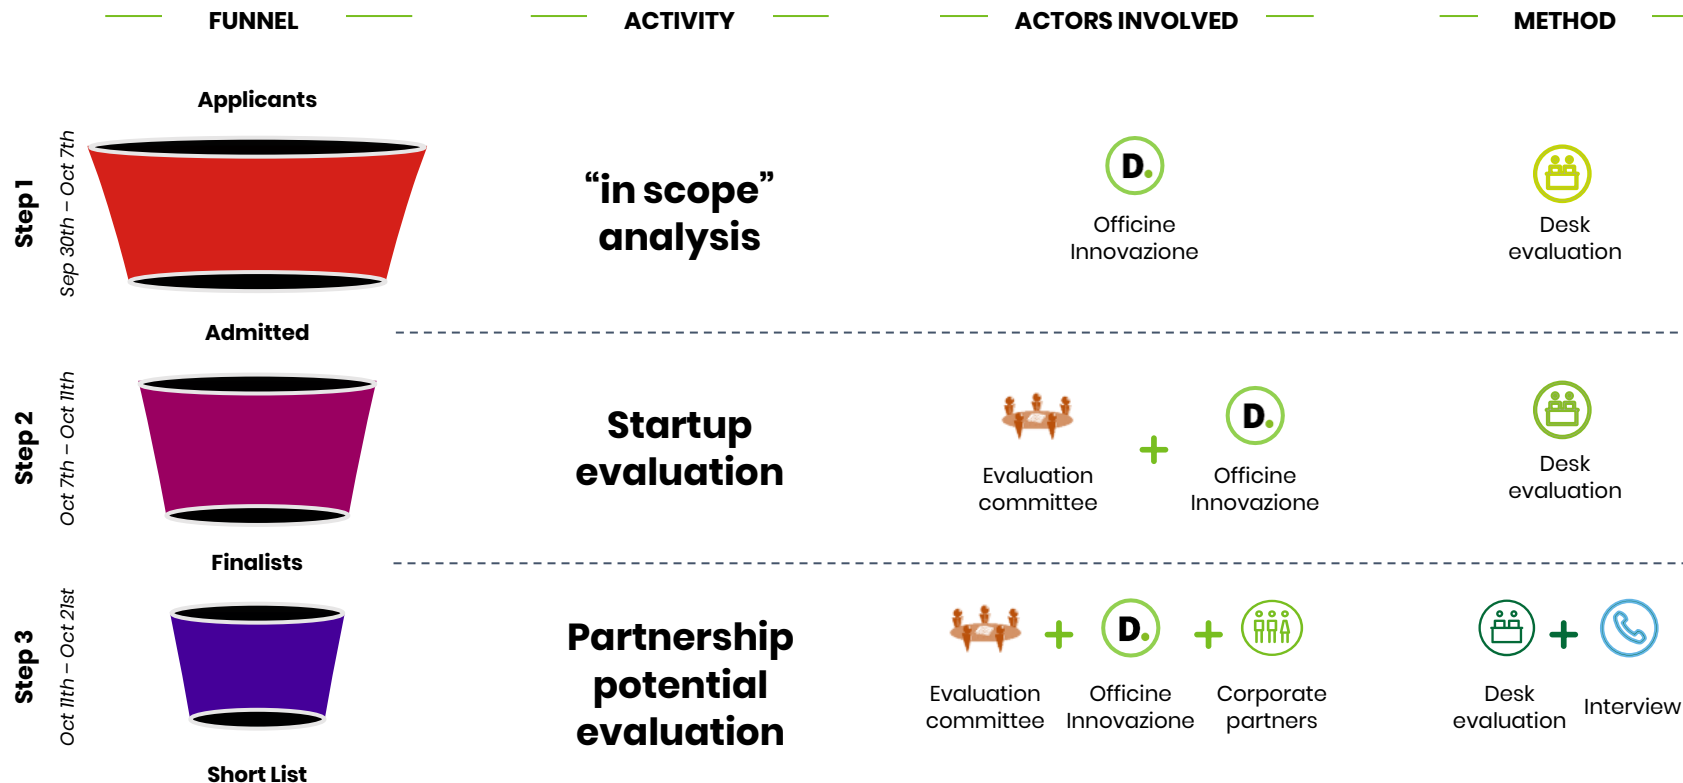 FUNNEL
ACTIVITY
ACTORS INVOLVED
METHOD
Step 1
Sep 30th – Oct 7th
Applicants
“in scope”
analysis
D.
Officine
Innovazione
Desk
evaluation
Admitted
Step 2
Oct 7th – Oct 11th
Startup
evaluation
Evaluation
committee
+
D.
Officine
Innovazione
Desk
evaluation
Finalists
Step 3
Oct 11th – Oct 21st
Partnership
potential
evaluation
Evaluation
committee
+
D.
Officine
Innovazione
+
Corporate
partners
Desk
evaluation
+
Interview
Short List